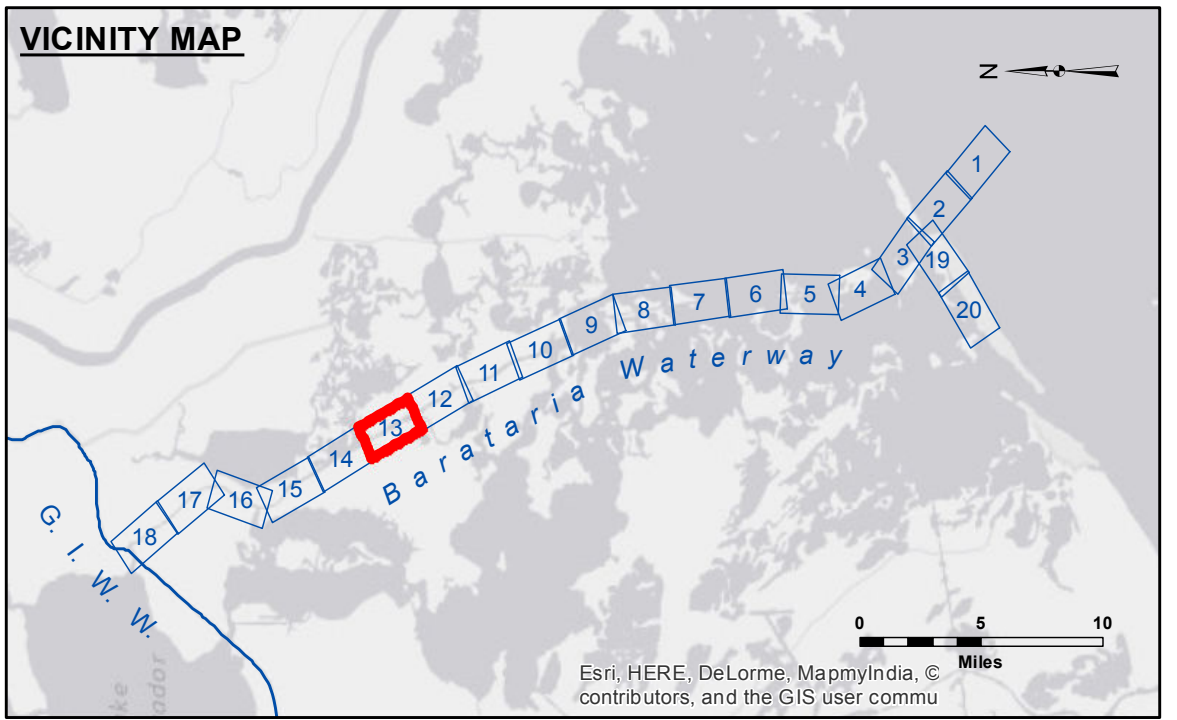 VICINITY MAP
N
1
2
3
19
4
5
6
7
8
9
20
10
11
12
13
14
15
16
17
18
Barataria Waterway
G. I. W. W.
0 5 10
Miles
Esri, HERE, DeLorme, MapmyIndia, ©
contributors, and the GIS user commu
ake
ador